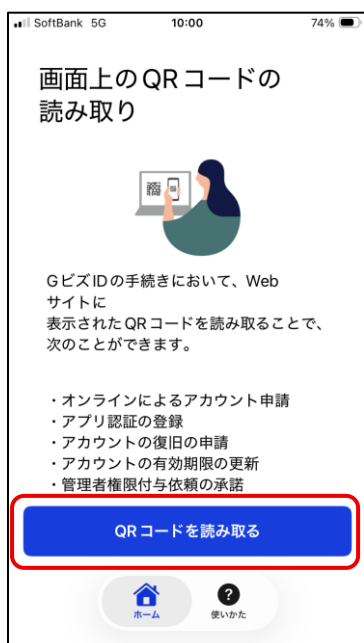 SoftBank 5G 10:00 74%
画面上のQRコードの
読み取り
GビズIDの手続きにおいて、Web
サイトに
表示されたQRコードを読み取ることで、
次のことができます。
・オンラインによるアカウント申請
・アプリ認証の登録
・アカウントの復旧の申請
・アカウントの有効期限の更新
・管理者権限付与依頼の承諾
QRコードを読み取る
ホーム 使いかた